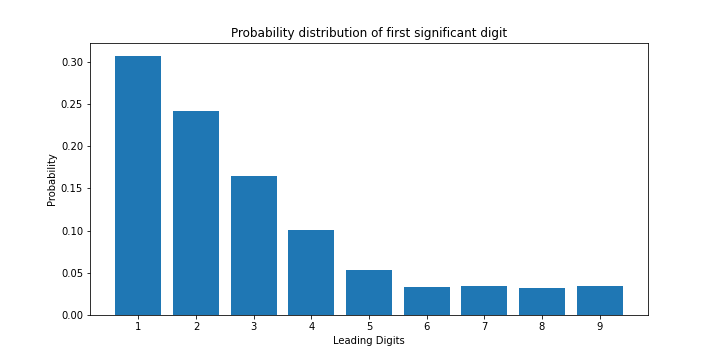 Probability distribution of first significant digit
0.30
0.25
0.20
0.15
0.10
0.05
0.00
Probability
1 2 3 4 5 6 7 8 9
Leading Digits